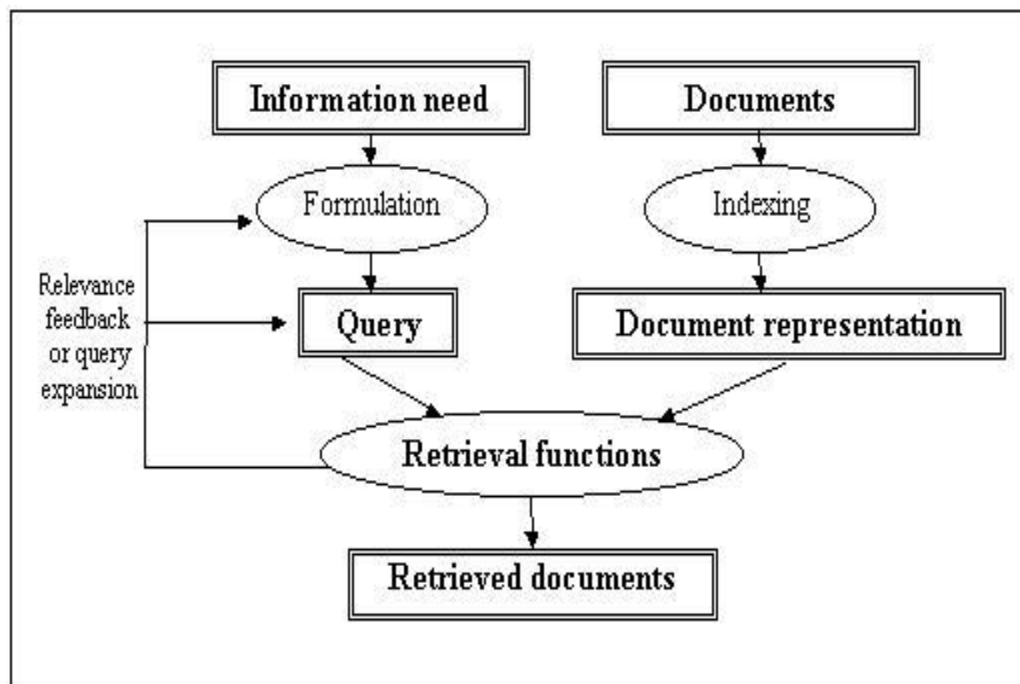 Information need
Documents
Formulation
Indexing
Relevance
feedback
or query
expansion
Query
Document representation
Retrieval functions
Retrieved documents